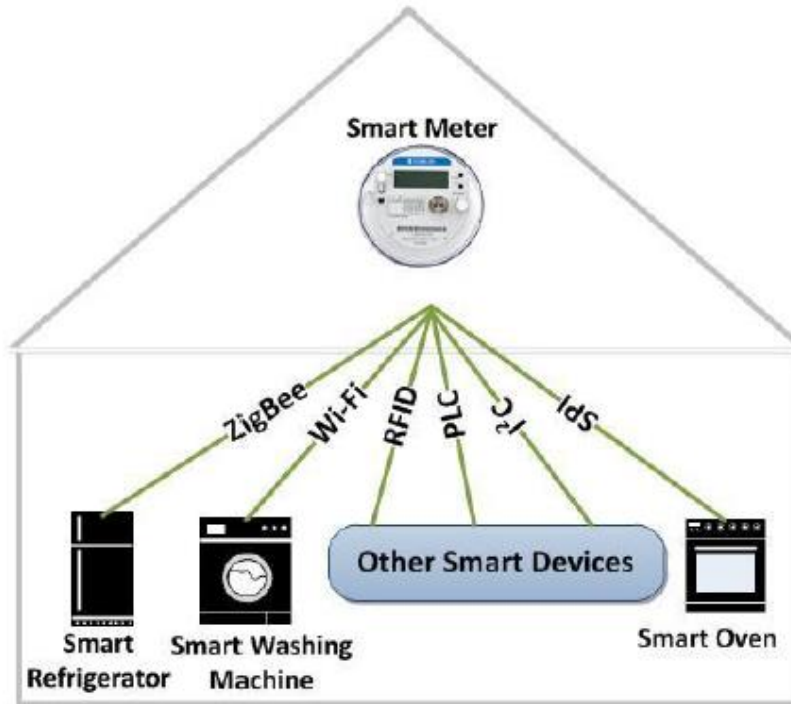 Smart Meter
ZigBee
Wi-Fi
RFID
PLC
I²C
SPI
Other Smart Devices
Smart
Refrigerator
Smart Washing
Machine
Smart Oven